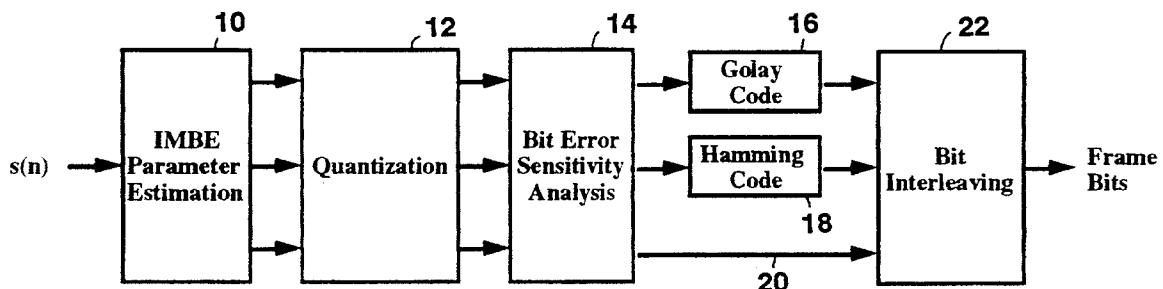 10
12
14
16
22
s(n)
IMBE
Parameter
Estimation
Quantization
Bit Error
Sensitivity
Analysis
Golay
Code
Hamming
Code
18
20
Bit
Interleaving
Frame
Bits